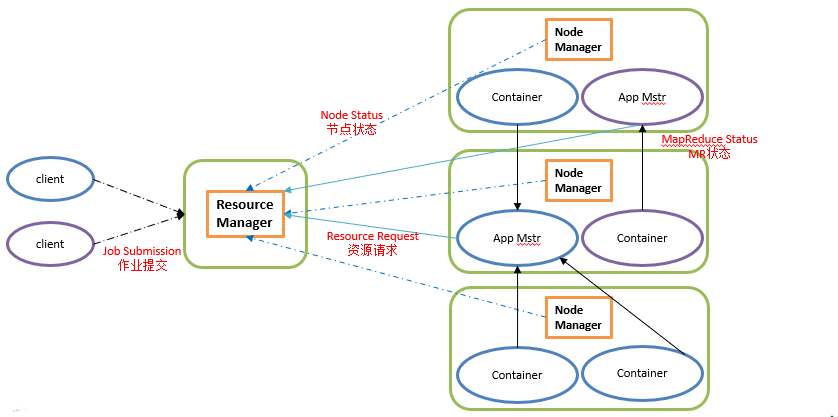 Node
Manager
Container
App Mstr
Node Status
节点状态
MapReduce Status
MR状态
client
Resource
Manager
Node
Manager
client
Job Submission
作业提交
Resource Request
资源请求
App Mstr
Container
Node
Manager
Container
Container